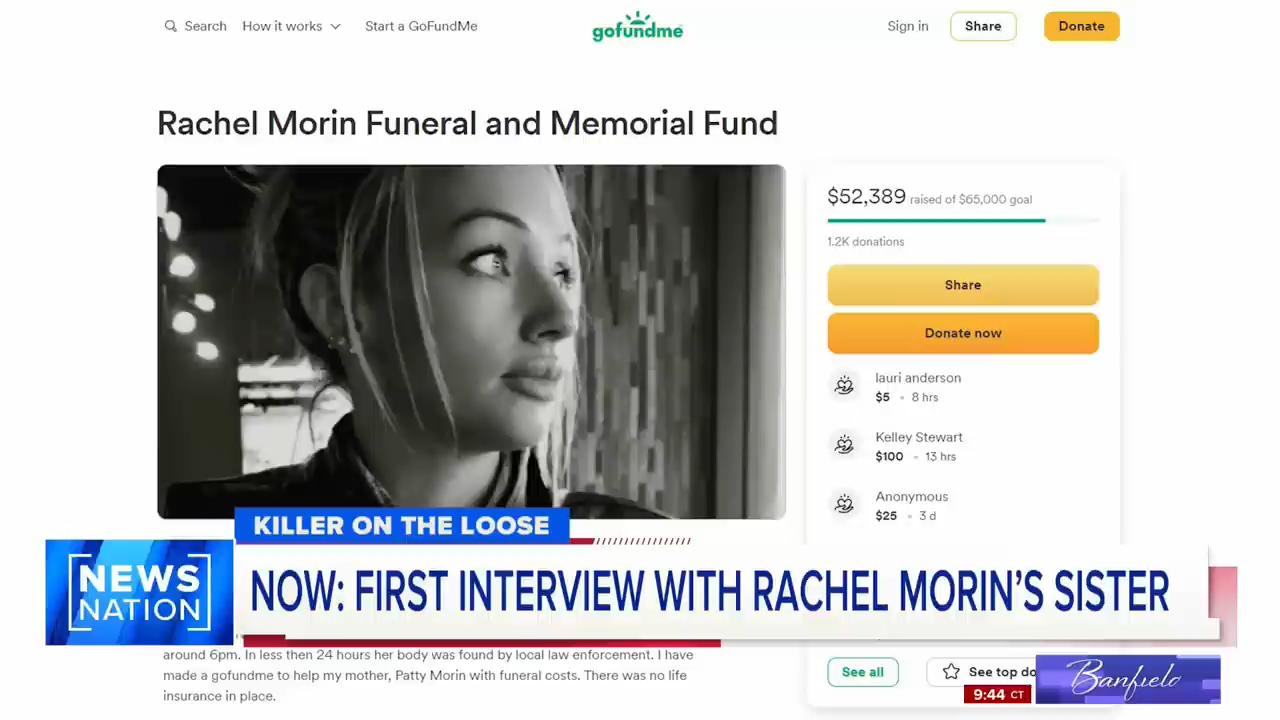 Search How it works Start a GoFundMe gofundme Sign in Share Donate
Rachel Morin Funeral and Memorial Fund
$52,389 raised of $65,000 goal
1.2K donations
Share
Donate now
lauri anderson
$5 • 8 hrs
Kelley Stewart
$100 • 13 hrs
Anonymous
$25 • 3 d
KILLER ON THE LOOSE
NEWS
NATION
NOW: FIRST INTERVIEW WITH RACHEL MORIN'S SISTER
around 6pm. In less then 24 hours her body was found by local law enforcement. I have
made a gofundme to help my mother, Patty Morin with funeral costs. There was no life
insurance in place.
See all
See top do
9:44 CT
Banfield